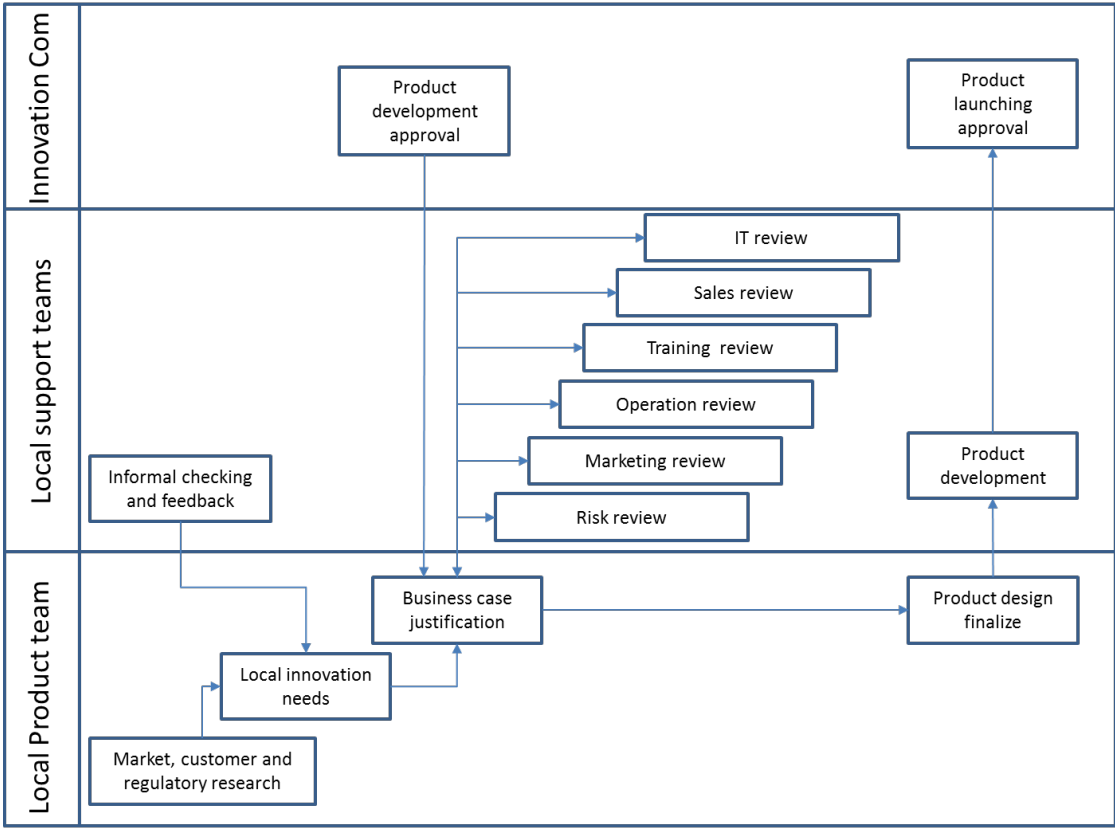 Innovation Com
Product
development
approval
Product
launching
approval
Local support teams
IT review
Sales review
Training  review
Operation review
Marketing review
Risk review
Informal checking
and feedback
Product
development
Local Product team
Business case
justification
Product design
finalize
Local innovation
needs
Market, customer and
regulatory research